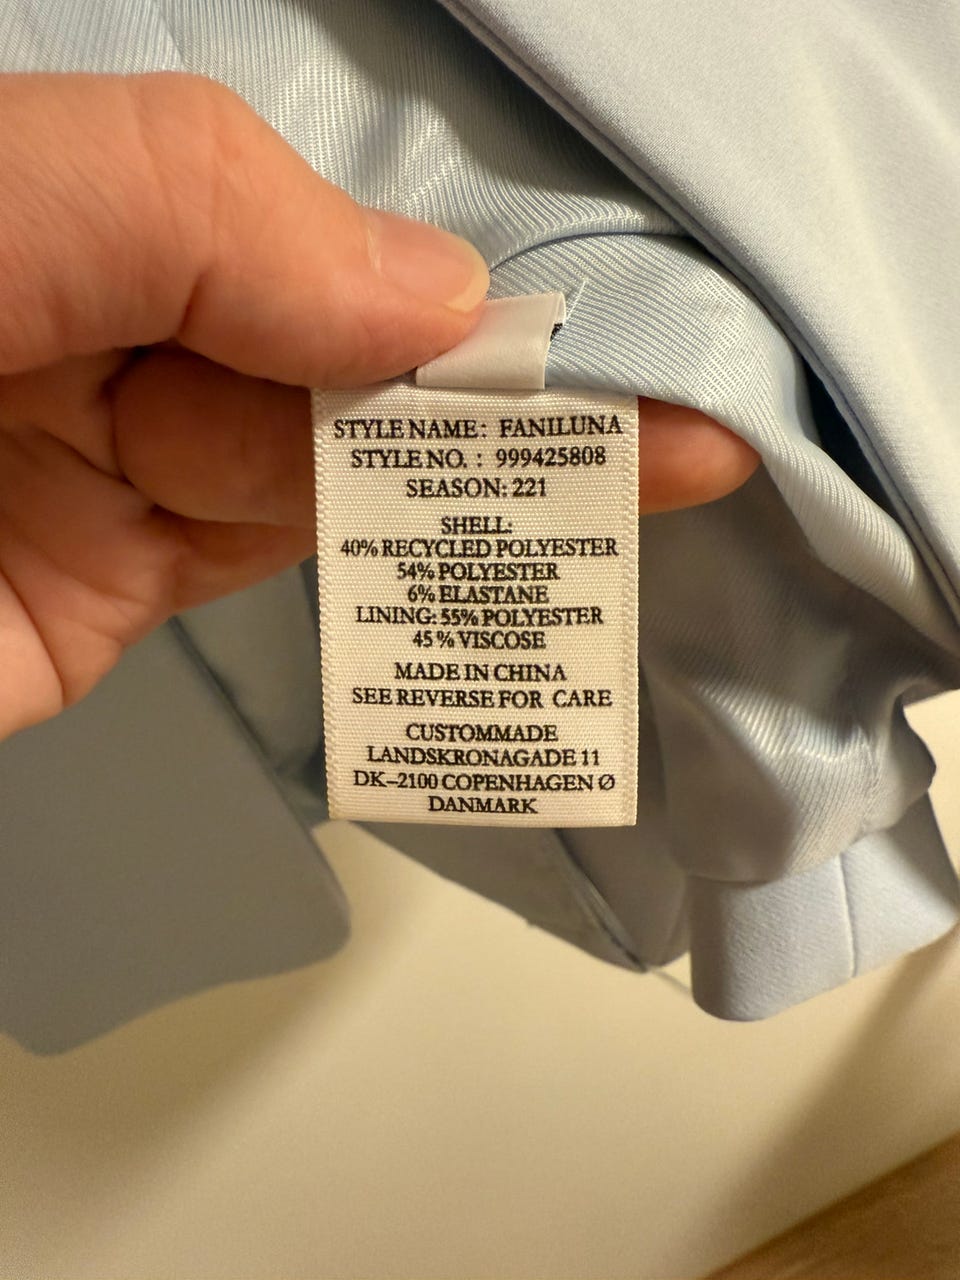 STYLE NAME: FANILUNA
STYLE NO. : 999425808
SEASON: 221
SHELL:
40% RECYCLED POLYESTER
54% POLYESTER
6% ELASTANE
LINING: 55% POLYESTER
45% VISCOSE
MADE IN CHINA
SEE REVERSE FOR CARE
CUSTOMMADE
LANDSKRONAGADE 11
DK–2100 COPENHAGEN Ø
DANMARK